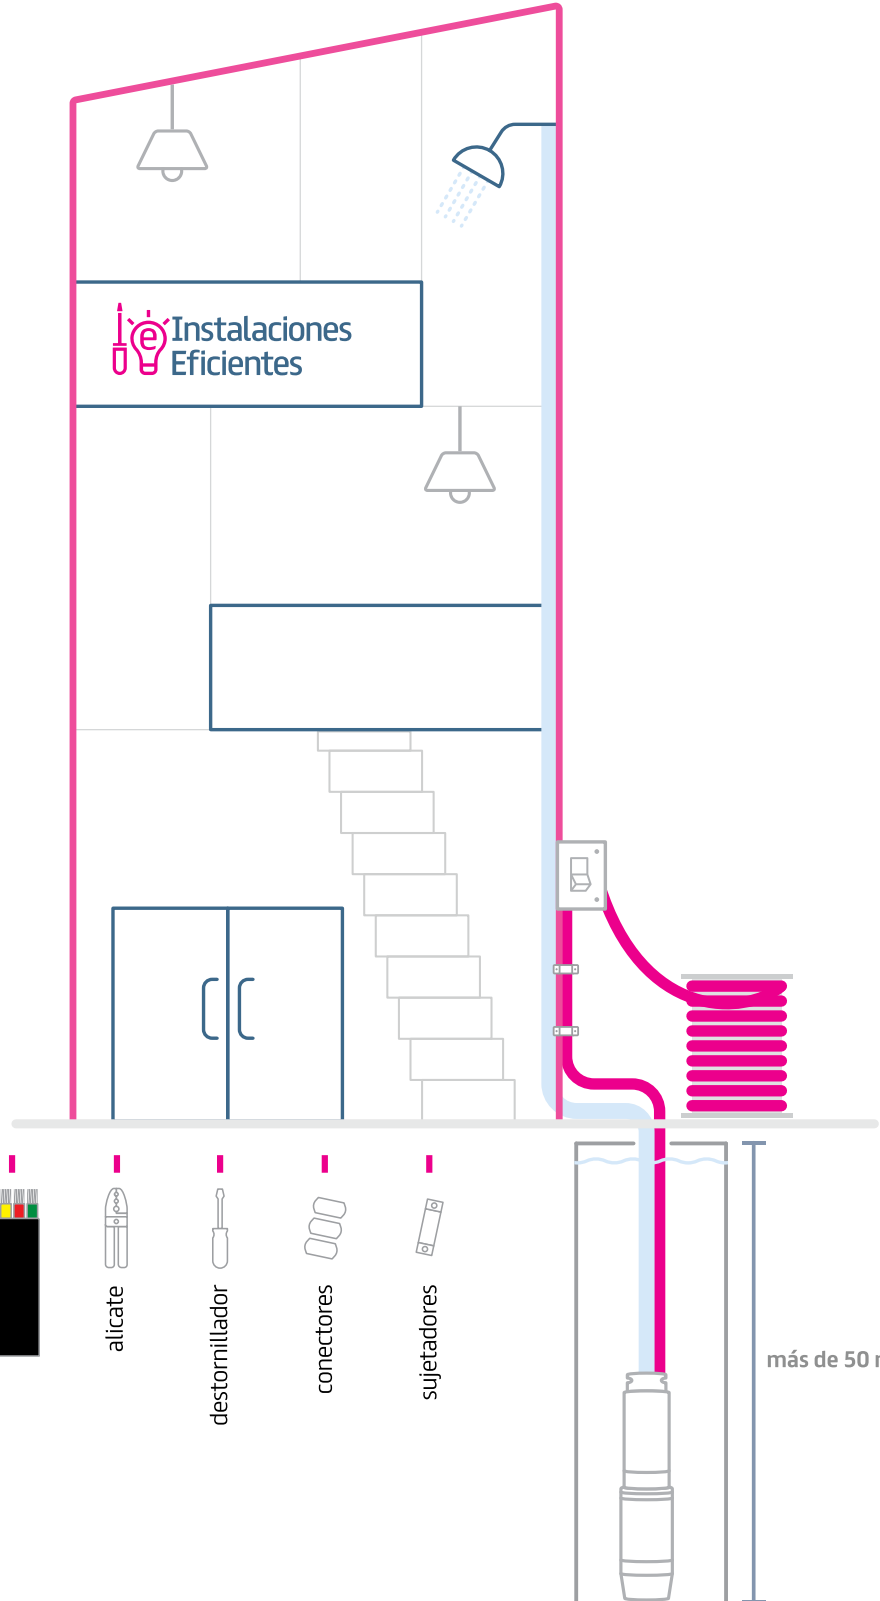 Instalaciones
Eficientes
alicate
destornillador
conectores
sujetadores
más de 50